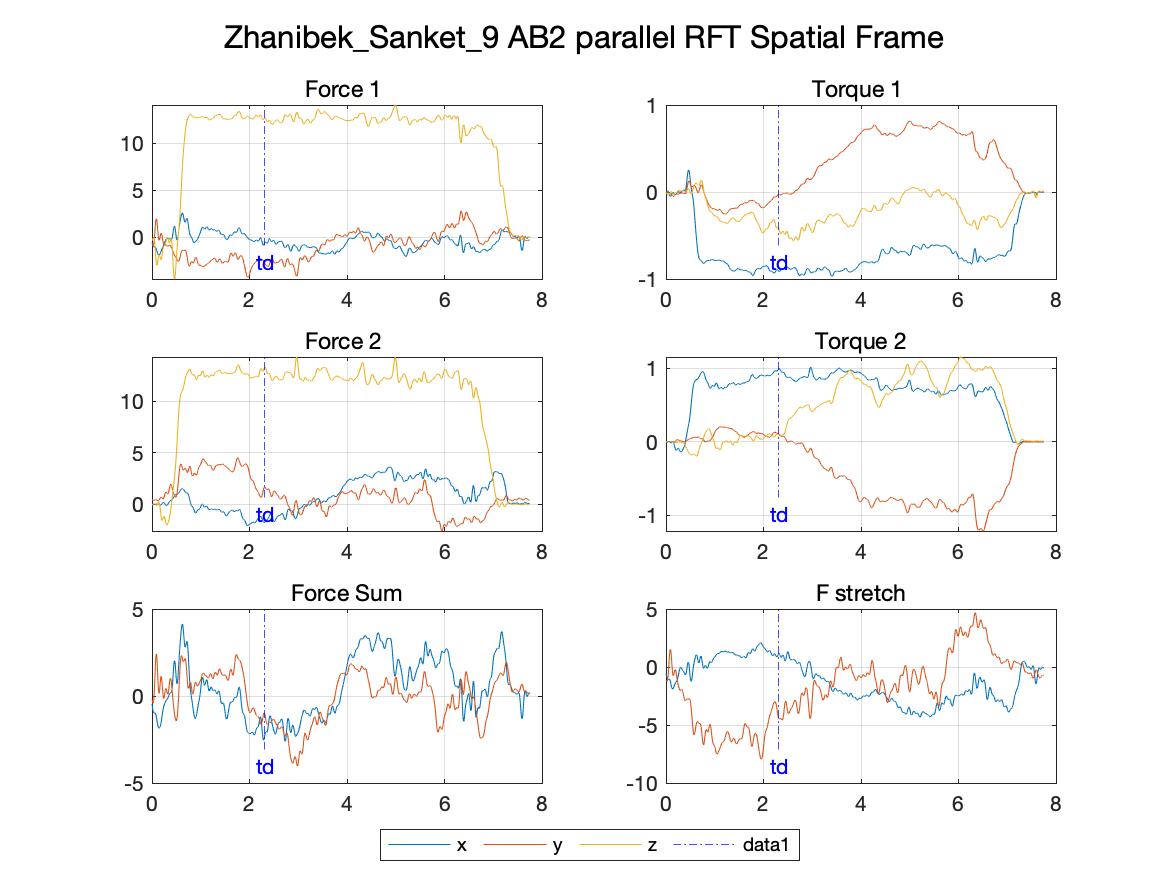 Zhanibek_Sanket_9 AB2 parallel RFT Spatial Frame
Force 1
10
5
0
td
0 2 4 6 8
Torque 1
1
0
-1
td
0 2 4 6 8
Force 2
10
5
0
td
0 2 4 6 8
Torque 2
1
0
-1
td
0 2 4 6 8
Force Sum
5
0
-5
td
0 2 4 6 8
F stretch
5
0
-5
-10
td
0 2 4 6 8
x y z data1